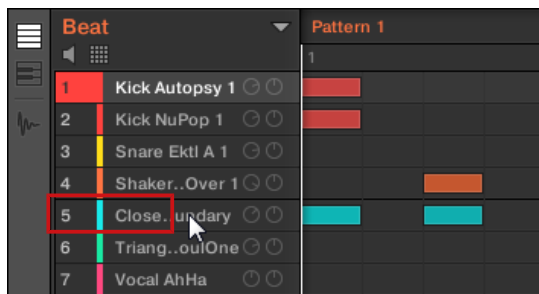 Beat
Pattern 1
1
1 Kick Autopsy 1
2 Kick NuPop 1
3 Snare Ektl A 1
4 Shaker..Over 1
5 Close..undary
6 Triang..oulOne
7 Vocal AhHa